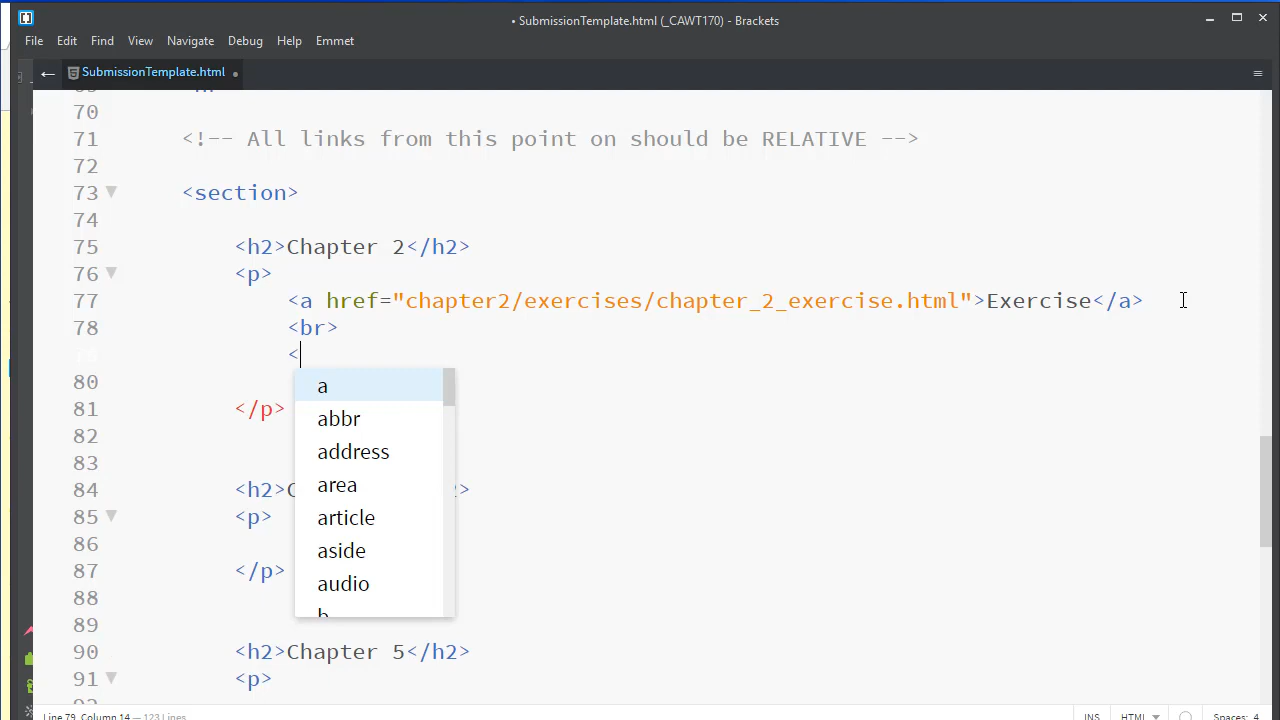 • SubmissionTemplate.html (_CAWT170) - Brackets
File Edit Find View Navigate Debug Help Emmet
SubmissionTemplate.html •
70
71 <!-- All links from this point on should be RELATIVE -->
72
73 <section>
74
75 <h2>Chapter 2</h2>
76 <p>
77 <a href="chapter2/exercises/chapter_2_exercise.html">Exercise</a>
78 <br>
79 <
80
a
81 </p>
abbr
82
address
83
area
84 <h2>
85 <p>
article
86
aside
87 </p>
audio
88
b
89
90 <h2>Chapter 5</h2>
91 <p>
Line 79, Column 14 — 123 Lines
INS HTML Spaces: 4